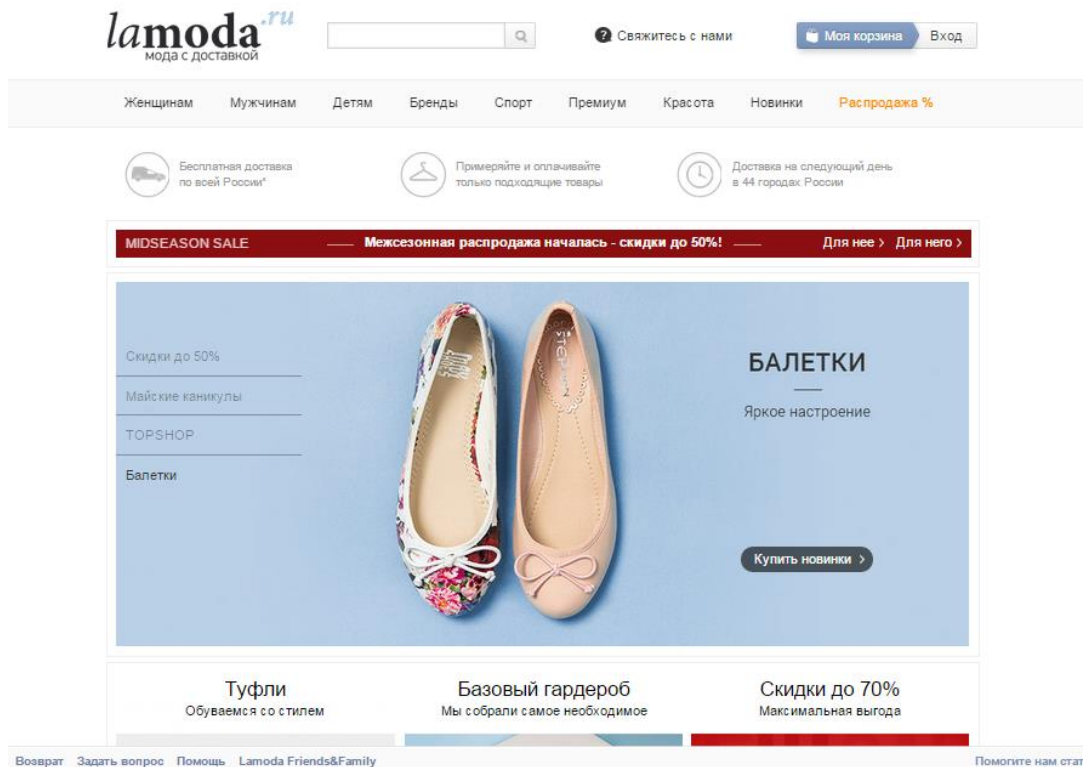 lamoda.ru
мода с доставкой
Свяжитесь с нами
Моя корзина
Вход
Женщинам Мужчинам Детям Бренды Спорт Премиум Красота Новинки Распродажа %
Бесплатная доставка
по всей России*
Примеряйте и оплачивайте
только подходящие товары
Доставка на следующий день
в 44 городах России
MIDSEASON SALE Межсезонная распродажа началась - скидки до 50%! Для нее > Для него >
Скидки до 50%
Майские каникулы
TOPSHOP
Балетки
БАЛЕТКИ
Яркое настроение
Купить новинки >
Туфли
Обуваемся со стилем
Базовый гардероб
Мы собрали самое необходимое
Скидки до 70%
Максимальная выгода
Возврат Задать вопрос Помощь Lamoda Friends&Family Помогите нам стат